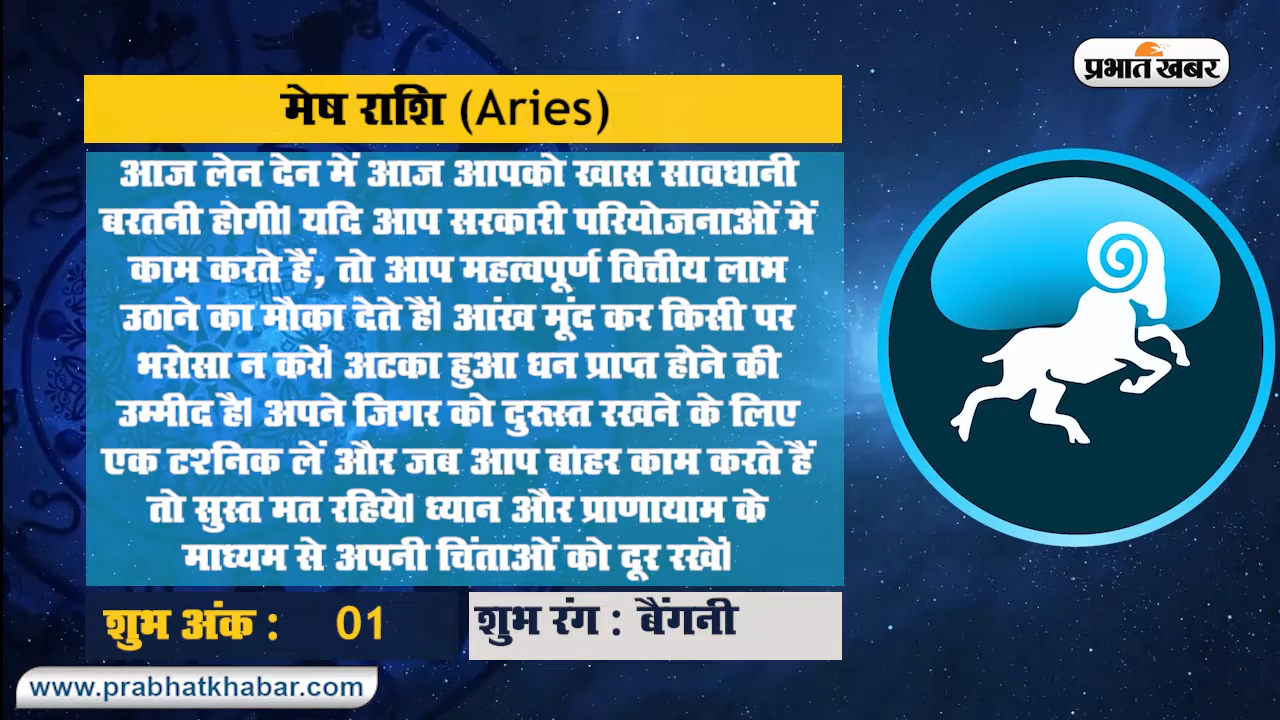 प्रभात खबर
मेष राशि (Aries)
आज लेन देन में आज आपको खास सावधानी
बरतनी होगी। यदि आप सरकारी परियोजनाओं में
काम करते हैं, तो आप महत्वपूर्ण वित्तीय लाभ
उठाने का मौका देते हैं। आंख मूंद कर किसी पर
भरोसा न करें। अटका हुआ धन प्राप्त होने की
उम्मीद है। अपने जिगर को दुरुस्त रखने के लिए
एक टश्निक लें और जब आप बाहर काम करते हैं
तो सुस्त मत रहिये। ध्यान और प्राणायाम के
माध्यम से अपनी चिंताओं को दूर रखें।
शुभ अंक : 01
शुभ रंग : बैंगनी
www.prabhatkhabar.com